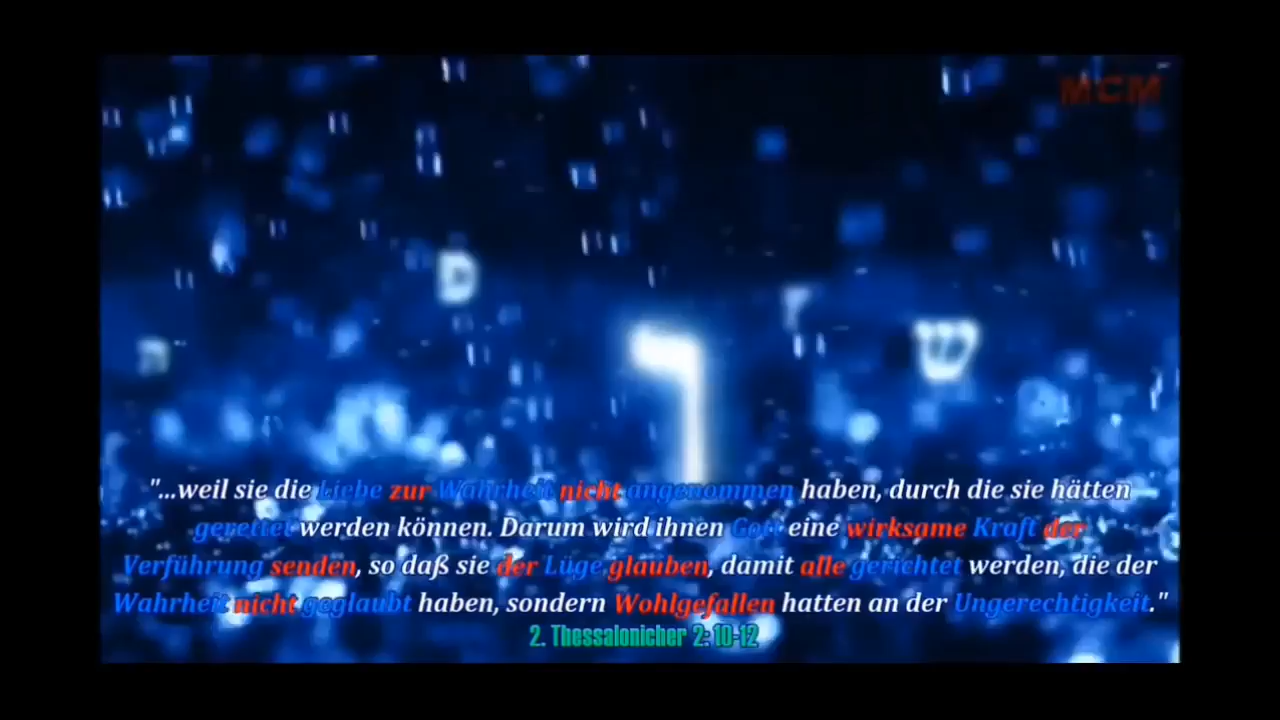 MCM
ם
ך
ש
"...weil sie die Liebe zur Wahrheit nicht angenommen haben, durch die sie hätten
gerettet werden können. Darum wird ihnen Gott eine wirksame Kraft der
Verführung senden, so daß sie der Lüge glauben, damit alle gerichtet werden, die der
Wahrheit nicht geglaubt haben, sondern Wohlgefallen hatten an der Ungerechtigkeit."
2. Thessalonicher 2: 10-12